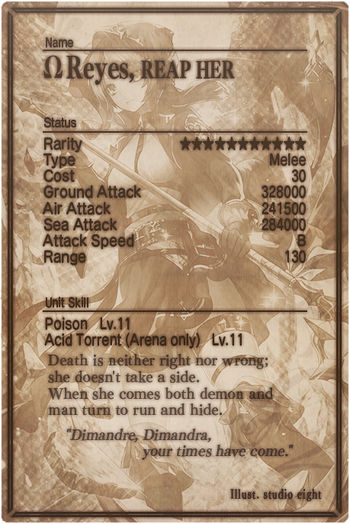 Name
Ω Reyes, REAP HER
Status
Rarity ★★★★★★★★★★★
Type Melee
Cost 30
Ground Attack 328000
Air Attack 241500
Sea Attack 284000
Attack Speed B
Range 130
Unit Skill
Poison Lv.11
Acid Torrent (Arena only) Lv.11
Death is neither right nor wrong;
she doesn't take a side.
When she comes both demon and
man turn to run and hide.
"Dimandre, Dimandra,
your times have come."
Illust. studio eight